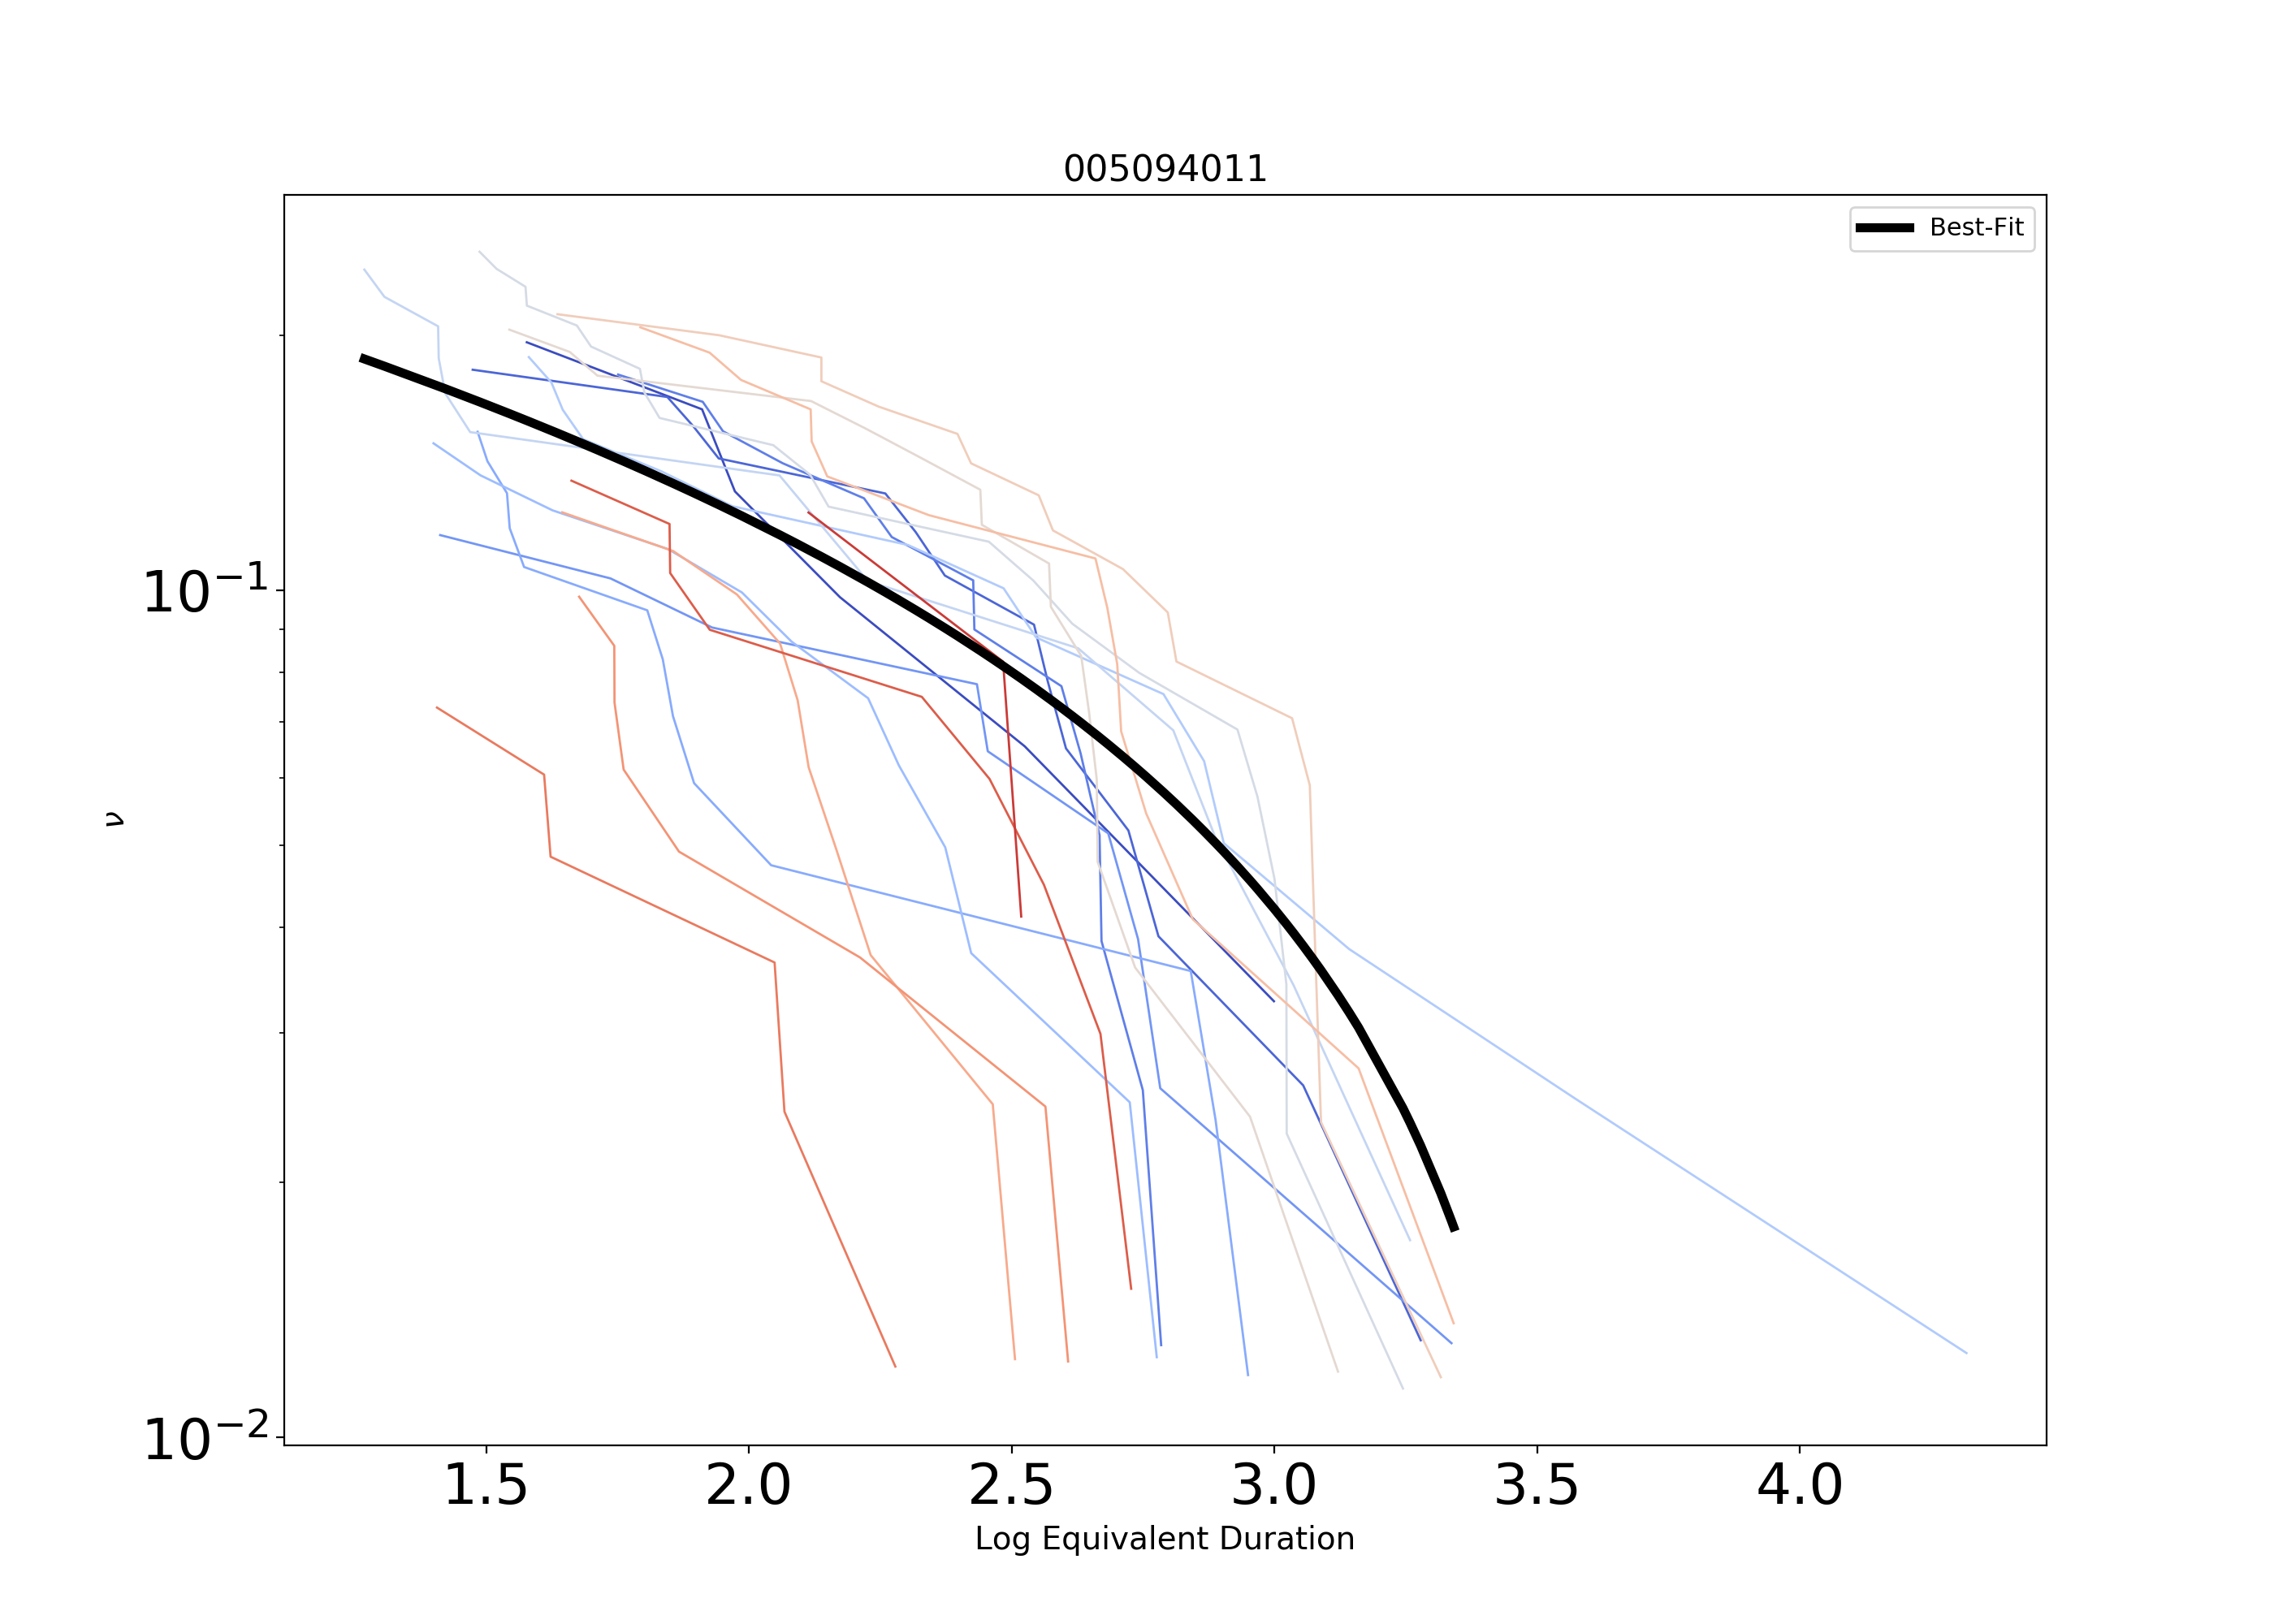 005094011
Best-Fit
10⁻¹
ν
10⁻²
1.5 2.0 2.5 3.0 3.5 4.0
Log Equivalent Duration